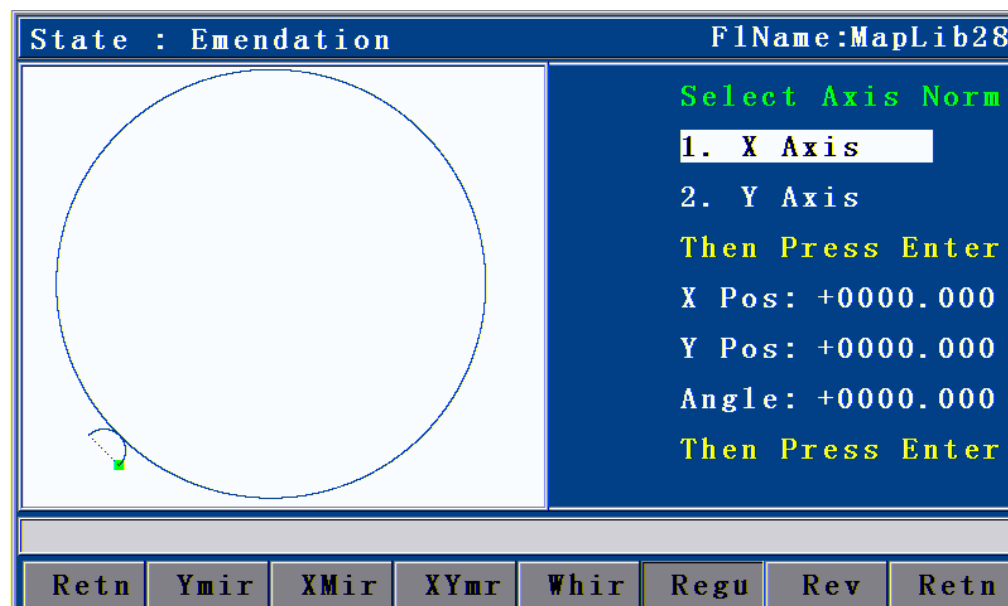 State : Emendation FlName:MapLib28
Select Axis Norm
1. X Axis
2. Y Axis
Then Press Enter
X Pos: +0000.000
Y Pos: +0000.000
Angle: +0000.000
Then Press Enter
Retn Ymir XMir XYmr Whir Regu Rev Retn